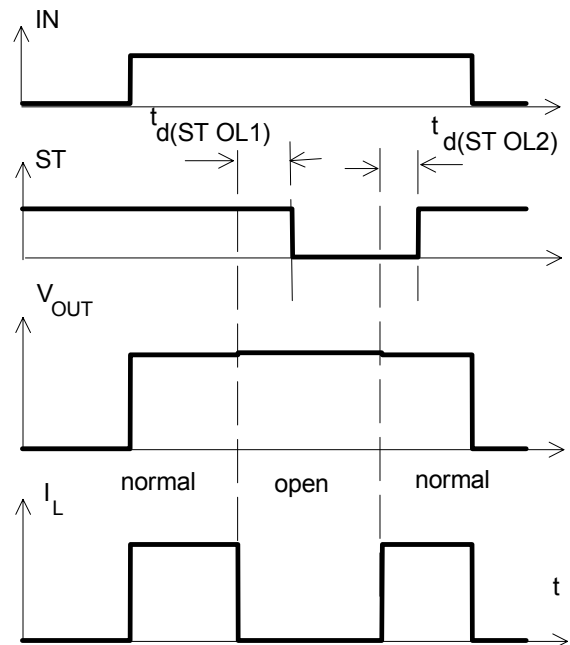 IN
t d(ST OL1)
t d(ST OL2)
ST
V OUT
normal open normal
I L
t